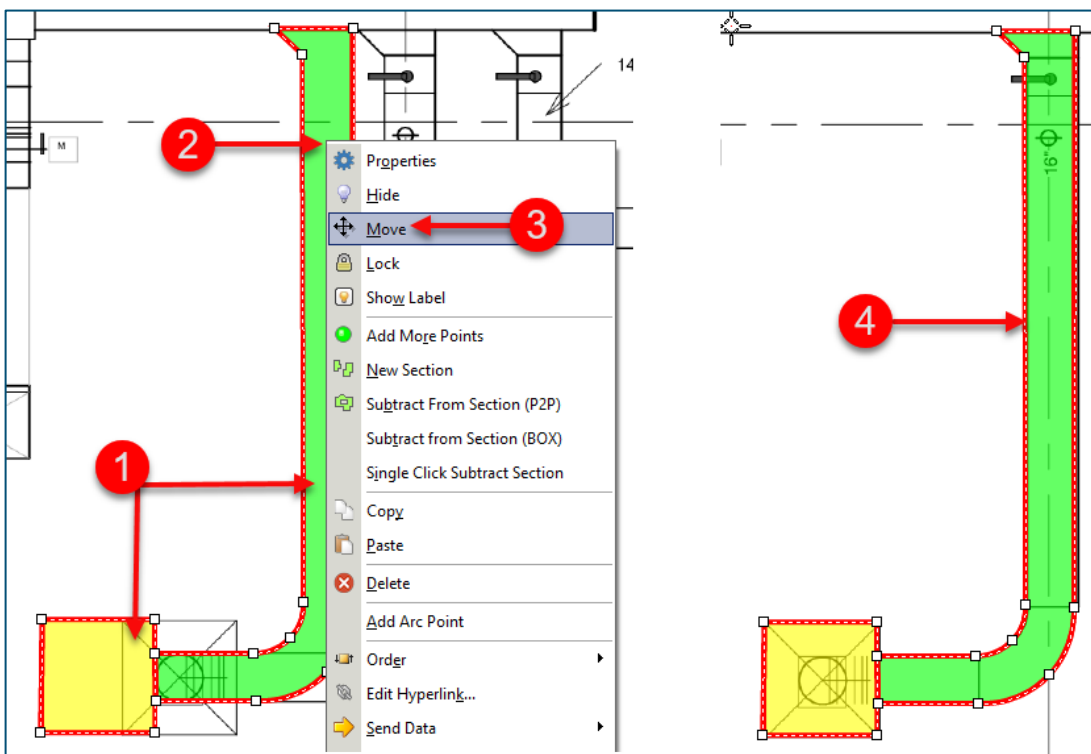 14
M
2
Properties
Hide
Move
3
Lock
Show Label
Add More Points
New Section
Subtract From Section (P2P)
Subtract from Section (BOX)
Single Click Subtract Section
1
Copy
Paste
Delete
Add Arc Point
Order
Edit Hyperlink...
Send Data
16"
4